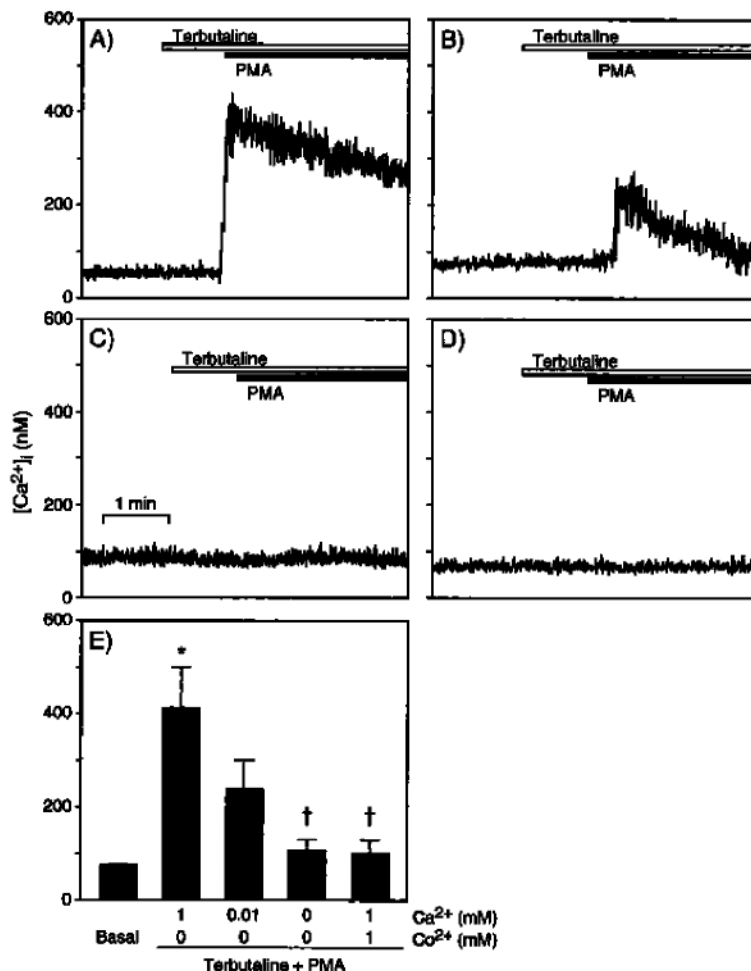 600
A)
Terbutaline
PMA
400
200
0
B)
Terbutaline
PMA
600
C)
Terbutaline
PMA
400
[Ca2+]i (nM)
1 min
200
0
D)
Terbutaline
PMA
600
E)
*
400
†
†
200
0
1 0.01 0 1 Ca2+ (mM)
Basal 0 0 0 1 Co2+ (mM)
Terbutaline + PMA